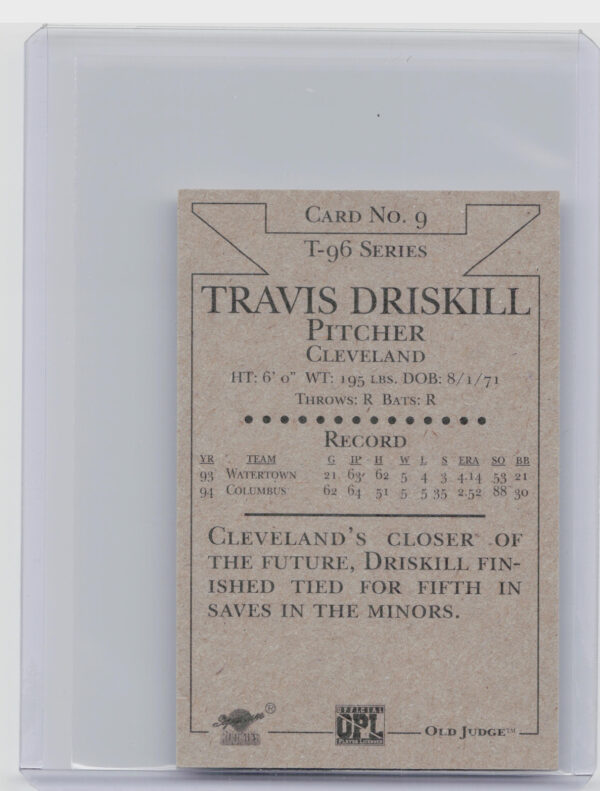 CARD NO. 9
T-96 SERIES
TRAVIS DRISKILL
PITCHER
CLEVELAND
HT: 6' 0" WT: 195 LBS. DOB: 8/1/71
THROWS: R BATS: R
RECORD
YR TEAM G IP H W L S ERA SO BB
93 WATERTOWN 21 63 62 5 4 3 4.14 53 21
94 COLUMBUS 62 64 51 5 5 35 2.52 88 30
CLEVELAND'S CLOSER OF
THE FUTURE, DRISKILL FIN-
ISHED TIED FOR FIFTH IN
SAVES IN THE MINORS.
®
OFFICIAL
OPL
PLAYER LICENSEE
OLD JUDGE™